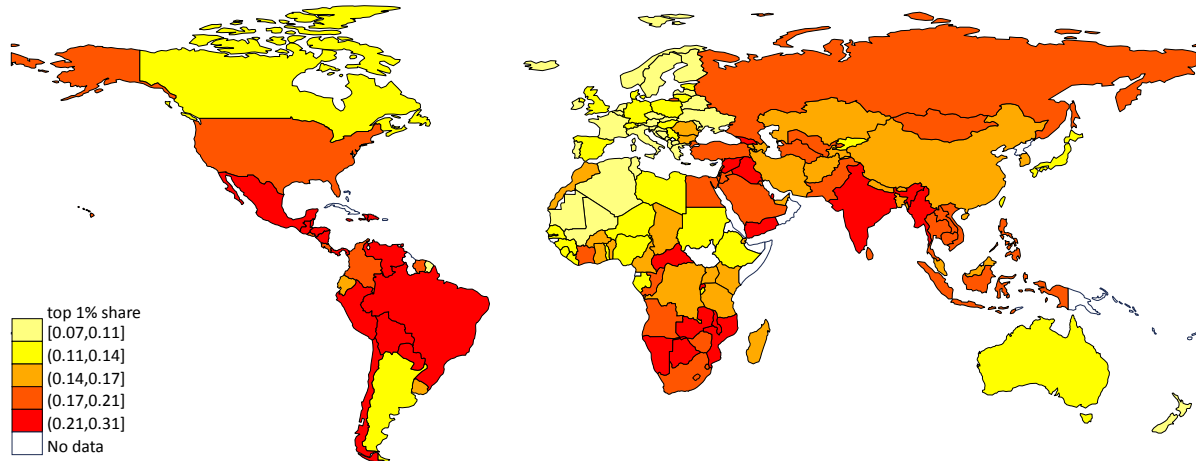 top 1% share
[0.07,0.11]
(0.11,0.14]
(0.14,0.17]
(0.17,0.21]
(0.21,0.31]
No data